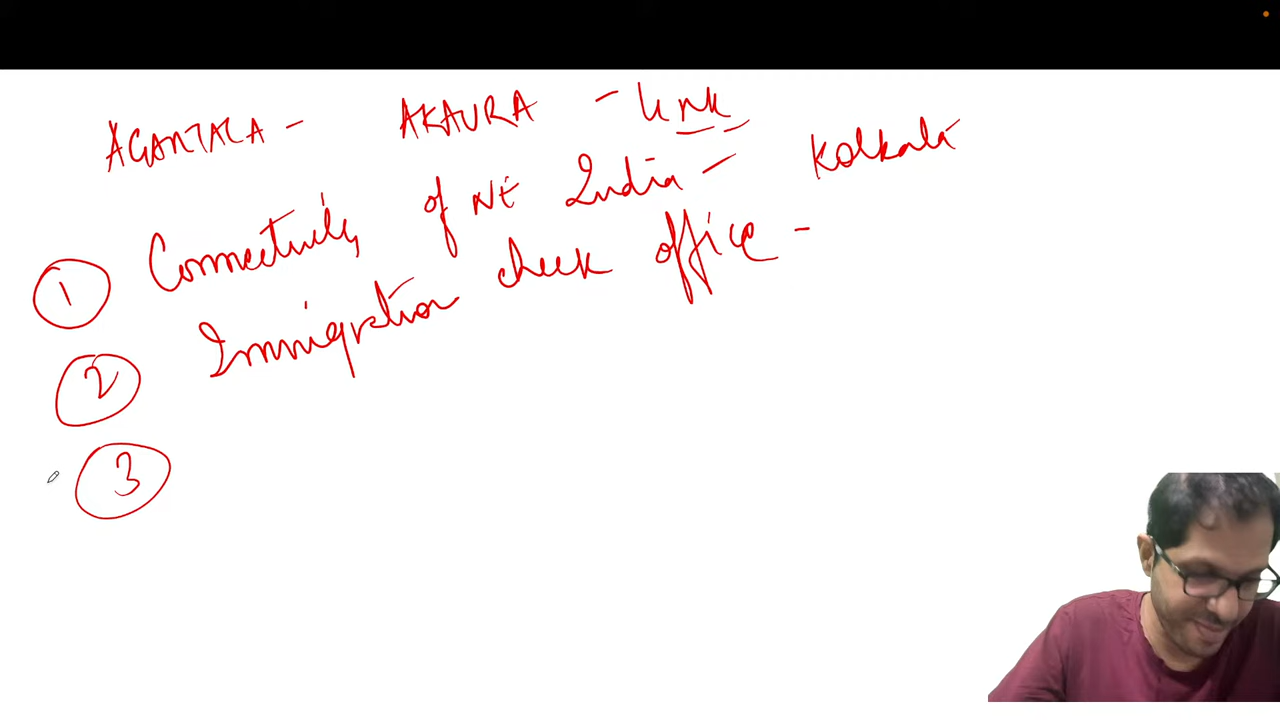 AGARTALA - AKAURA - link
① Connectivity of NE India - Kolkata
② Immigration check office -
③